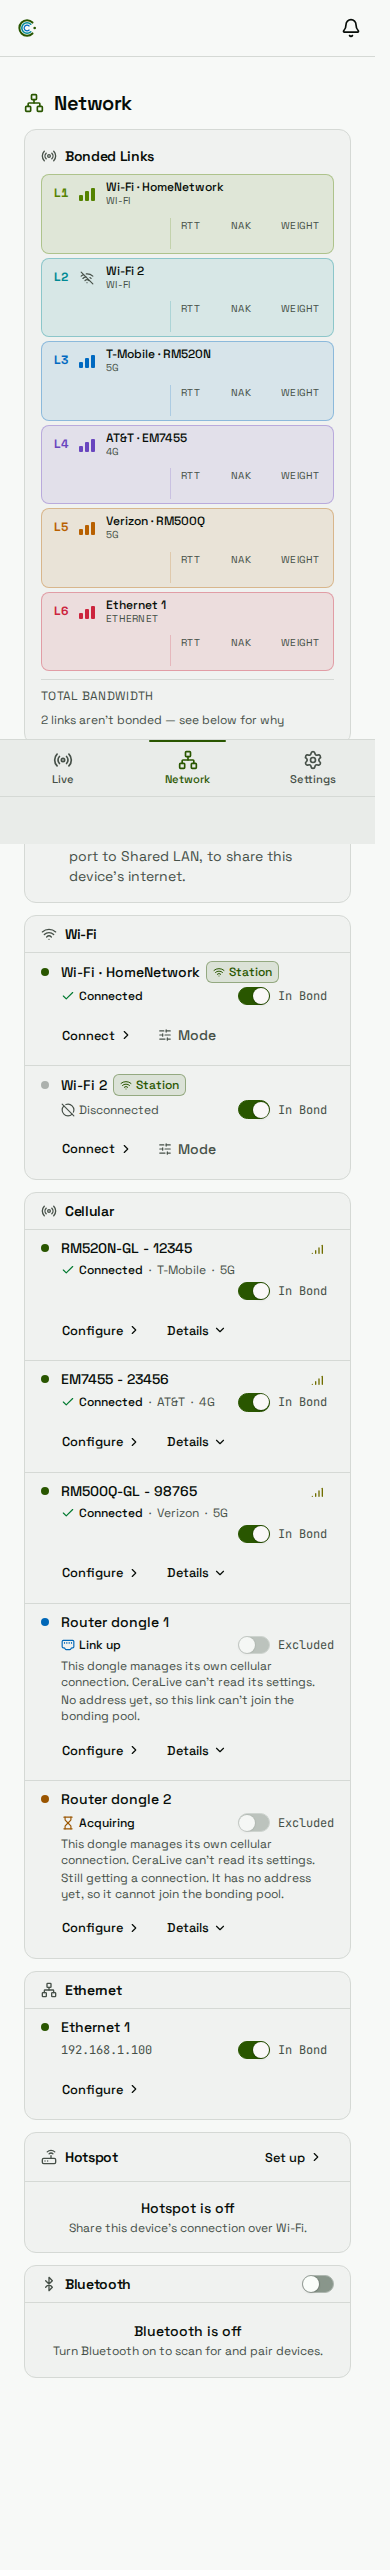 Network
Bonded Links
L1
Wi-Fi · HomeNetwork
WI-FI
RTT NAK WEIGHT
L2
Wi-Fi 2
WI-FI
RTT NAK WEIGHT
L3
T-Mobile · RM520N
5G
RTT NAK WEIGHT
L4
AT&T · EM7455
4G
RTT NAK WEIGHT
L5
Verizon · RM500Q
5G
RTT NAK WEIGHT
L6
Ethernet 1
ETHERNET
RTT NAK WEIGHT
TOTAL BANDWIDTH
2 links aren't bonded — see below for why
Live Network Settings
port to Shared LAN, to share this
device's internet.
Wi-Fi
Wi-Fi · HomeNetwork Station
Connected In Bond
Connect Mode
Wi-Fi 2 Station
Disconnected In Bond
Connect Mode
Cellular
RM520N-GL - 12345
Connected · T-Mobile · 5G
In Bond
Configure Details
EM7455 - 23456
Connected · AT&T · 4G In Bond
Configure Details
RM500Q-GL - 98765
Connected · Verizon · 5G
In Bond
Configure Details
Router dongle 1
Link up Excluded
This dongle manages its own cellular
connection. CeraLive can't read its settings.
No address yet, so this link can't join the
bonding pool.
Configure Details
Router dongle 2
Acquiring Excluded
This dongle manages its own cellular
connection. CeraLive can't read its settings.
Still getting a connection. It has no address
yet, so it cannot join the bonding pool.
Configure Details
Ethernet
Ethernet 1
192.168.1.100 In Bond
Configure
Hotspot Set up
Hotspot is off
Share this device's connection over Wi-Fi.
Bluetooth
Bluetooth is off
Turn Bluetooth on to scan for and pair devices.